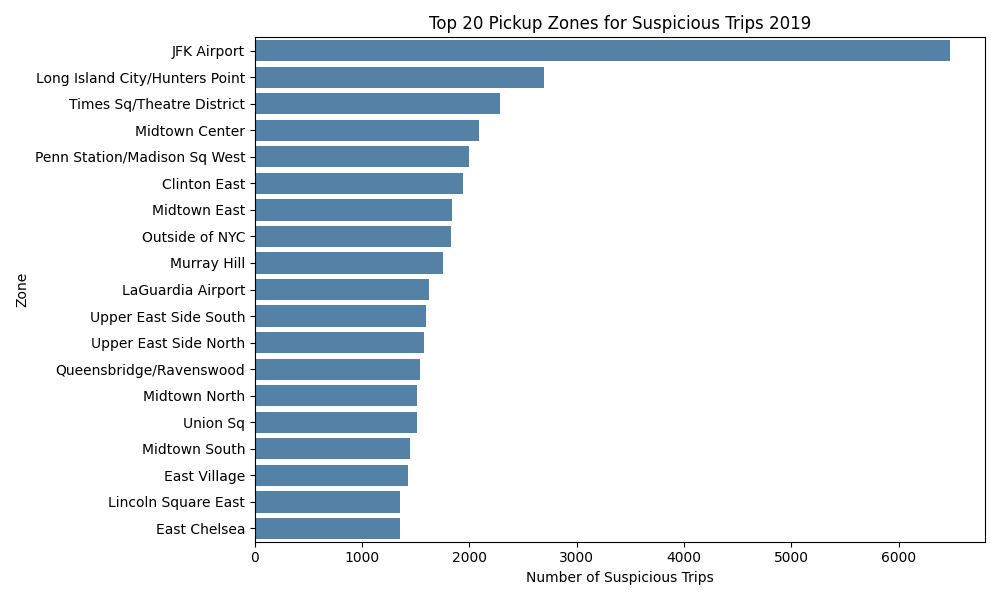 Top 20 Pickup Zones for Suspicious Trips 2019
Zone
JFK Airport
Long Island City/Hunters Point
Times Sq/Theatre District
Midtown Center
Penn Station/Madison Sq West
Clinton East
Midtown East
Outside of NYC
Murray Hill
LaGuardia Airport
Upper East Side South
Upper East Side North
Queensbridge/Ravenswood
Midtown North
Union Sq
Midtown South
East Village
Lincoln Square East
East Chelsea
0 1000 2000 3000 4000 5000 6000
Number of Suspicious Trips